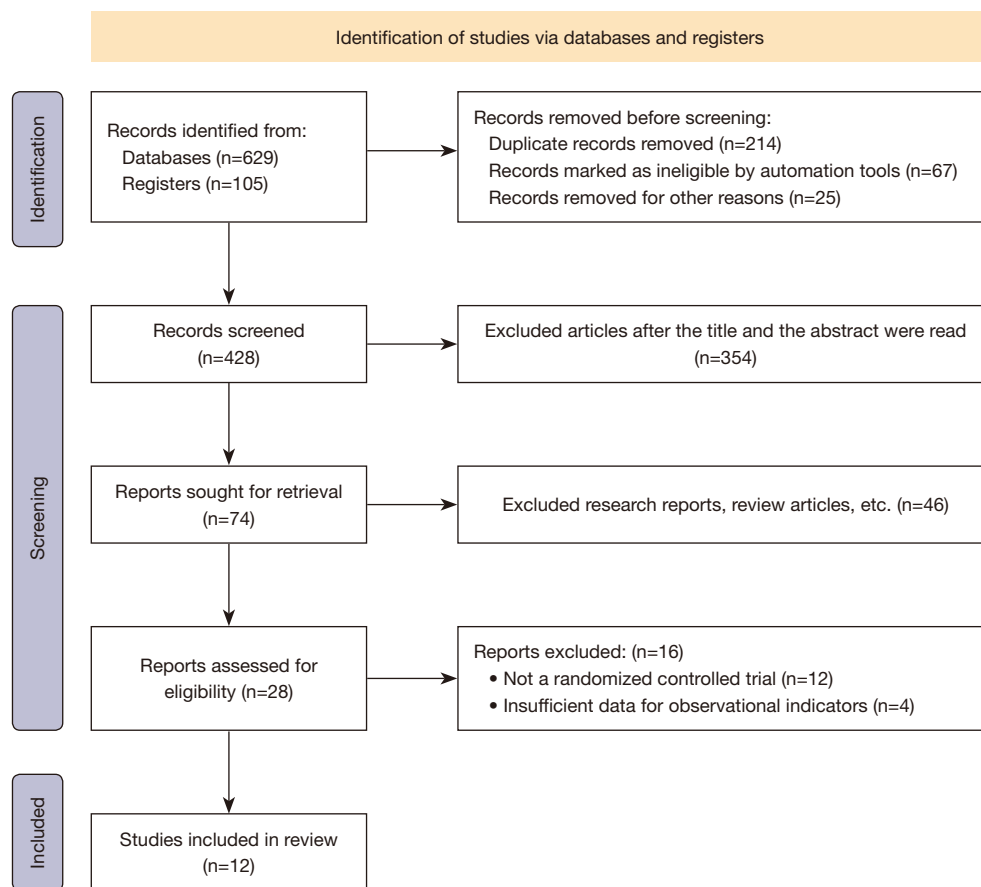 Identification of studies via databases and registers
Identification
Records identified from:
Databases (n=629)
Registers (n=105)
Records removed before screening:
Duplicate records removed (n=214)
Records marked as ineligible by automation tools (n=67)
Records removed for other reasons (n=25)
Screening
Records screened
(n=428)
Excluded articles after the title and the abstract were read
(n=354)
Reports sought for retrieval
(n=74)
Excluded research reports, review articles, etc. (n=46)
Reports assessed for
eligibility (n=28)
Reports excluded: (n=16)
• Not a randomized controlled trial (n=12)
• Insufficient data for observational indicators (n=4)
Included
Studies included in review
(n=12)